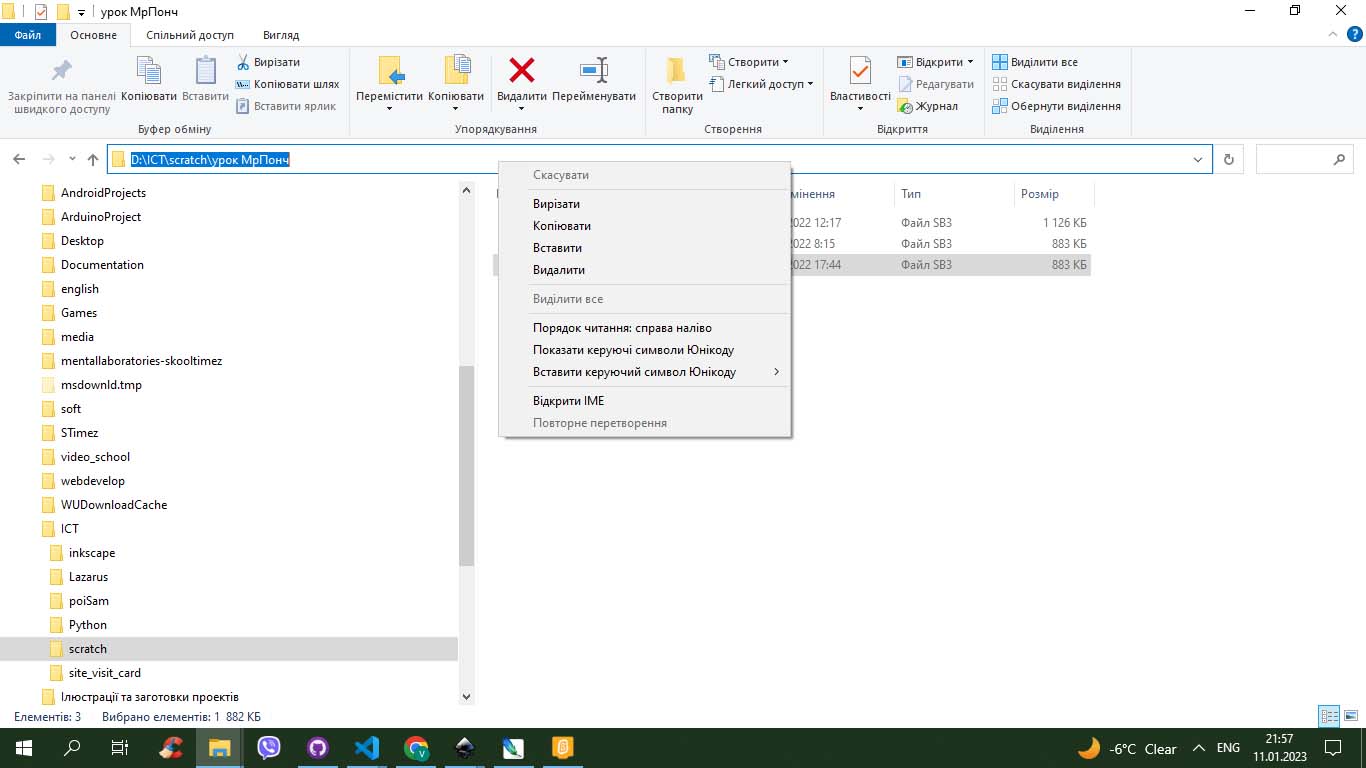 урок МрПонч
Файл Основне Спільний доступ Вигляд
Закріпити на панелі швидкого доступу
Копіювати
Вставити
Вирізати
Копіювати шлях
Вставити ярлик
Буфер обміну
Перемістити
Копіювати
Видалити
Перейменувати
Упорядкування
Створити папку
Створити
Легкий доступ
Створення
Властивості
Відкрити
Редагувати
Журнал
Відкриття
Виділити все
Скасувати виділення
Обернути виділення
Виділення
D:\ICT\scratch\урок МрПонч
AndroidProjects
ArduinoProject
Desktop
Documentation
english
Games
media
mentallaboratories-skooltimez
msdownld.tmp
soft
STimez
video_school
webdevelop
WUDownloadCache
ICT
inkscape
Lazarus
poiSam
Python
scratch
site_visit_card
Ілюстрації та заготовки проектів
Скасувати
Вирізати
Копіювати
Вставити
Видалити
Виділити все
Порядок читання: справа наліво
Показати керуючі символи Юнікоду
Вставити керуючий символ Юнікоду
Відкрити IME
Повторне перетворення
Тип Розмір
2022 12:17 Файл SB3 1 126 КБ
2022 8:15 Файл SB3 883 КБ
2022 17:44 Файл SB3 883 КБ
Елементів: 3 Вибрано елементів: 1 882 КБ
-6°C Clear ENG
21:57
11.01.2023